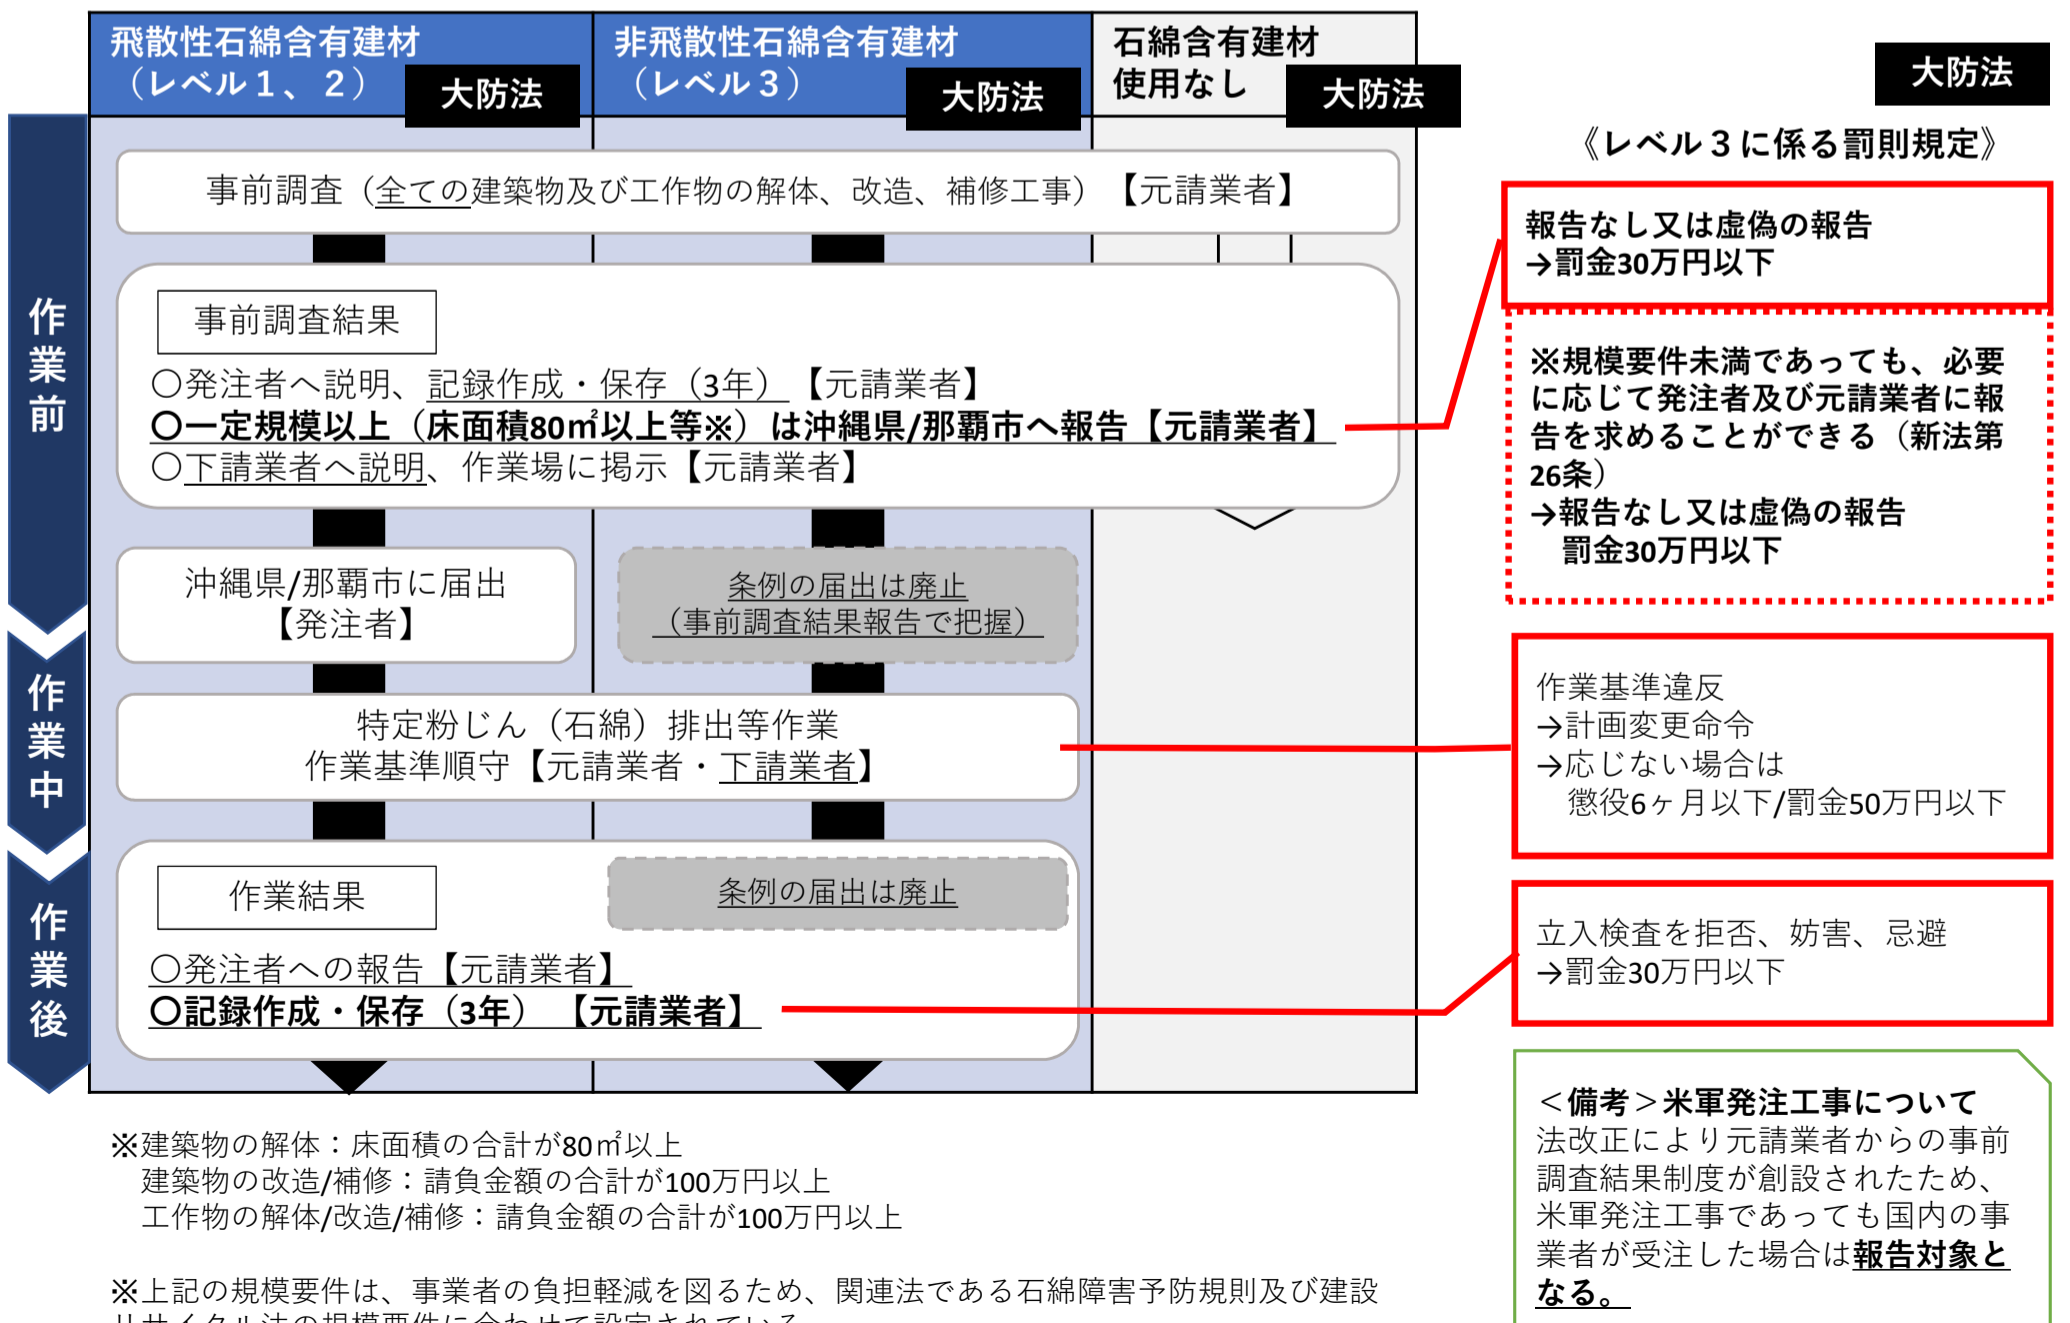 飛散性石綿含有建材
（レベル１、２）
大防法
非飛散性石綿含有建材
（レベル３）
大防法
石綿含有建材
使用なし
大防法
作業前
事前調査（全ての建築物及び工作物の解体、改造、補修工事）【元請業者】
事前調査結果
〇発注者へ説明、記録作成・保存（3年）【元請業者】
〇一定規模以上（床面積80㎡以上等※）は沖縄県/那覇市へ報告【元請業者】
〇下請業者へ説明、作業場に掲示【元請業者】
沖縄県/那覇市に届出
【発注者】
条例の届出は廃止
（事前調査結果報告で把握）
作業中
特定粉じん（石綿）排出等作業
作業基準順守【元請業者・下請業者】
作業後
作業結果
条例の届出は廃止
〇発注者への報告【元請業者】
〇記録作成・保存（3年）【元請業者】
大防法
《レベル３に係る罰則規定》
報告なし又は虚偽の報告
→罰金30万円以下
※規模要件未満であっても、必要
に応じて発注者及び元請業者に報
告を求めることができる（新法第
26条）
→報告なし又は虚偽の報告
罰金30万円以下
作業基準違反
→計画変更命令
→応じない場合は
懲役6ヶ月以下/罰金50万円以下
立入検査を拒否、妨害、忌避
→罰金30万円以下
＜備考＞米軍発注工事について
法改正により元請業者からの事前
調査結果制度が創設されたため、
米軍発注工事であっても国内の事
業者が受注した場合は報告対象と
なる。
※建築物の解体：床面積の合計が80㎡以上
建築物の改造/補修：請負金額の合計が100万円以上
工作物の解体/改造/補修：請負金額の合計が100万円以上
※上記の規模要件は、事業者の負担軽減を図るため、関連法である石綿障害予防規則及び建設
リサイクル法の規模要件に合わせて設定されている